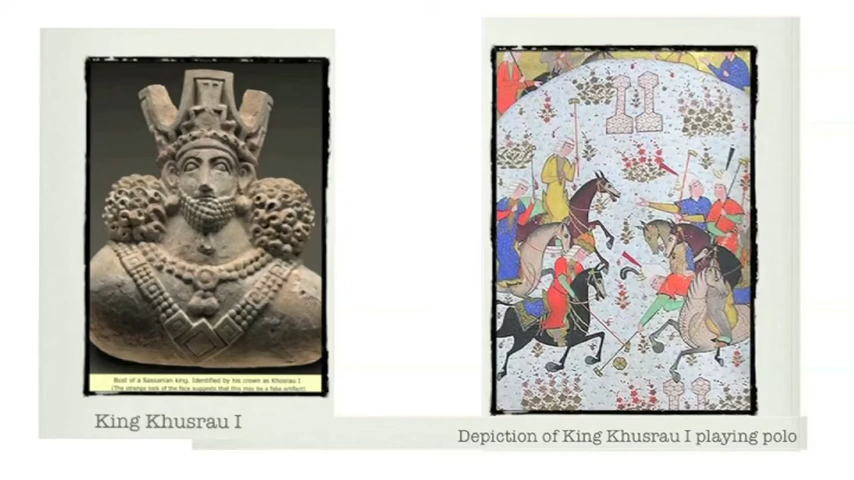 Bust of a Sassanian king. Identified by his crown as Khosrau I
(The strange look of the face suggests that this may be a fake artifact)
King Khusrau I
Depiction of King Khusrau I playing polo